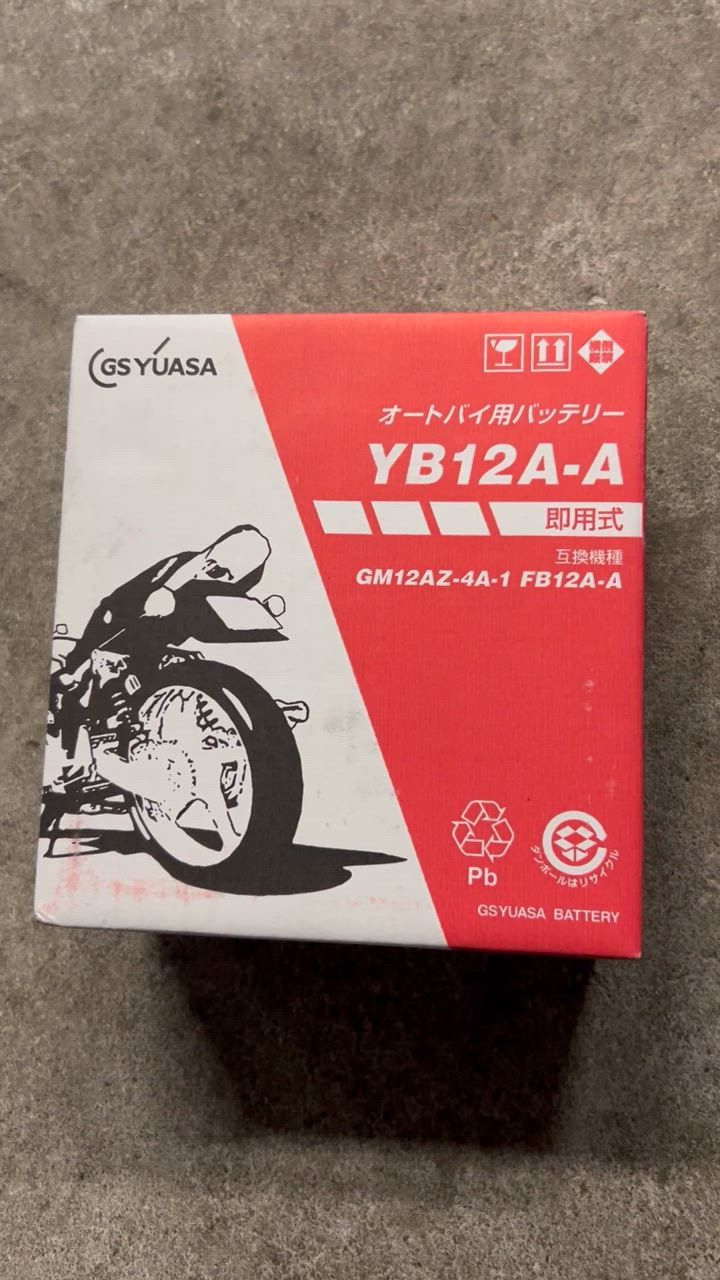 GS YUASA
オートバイ用バッテリー
YB12A-A
即用式
互換機種
GM12AZ-4A-1 FB12A-A
Pb
ダンボールはリサイクル
GSYUASA BATTERY